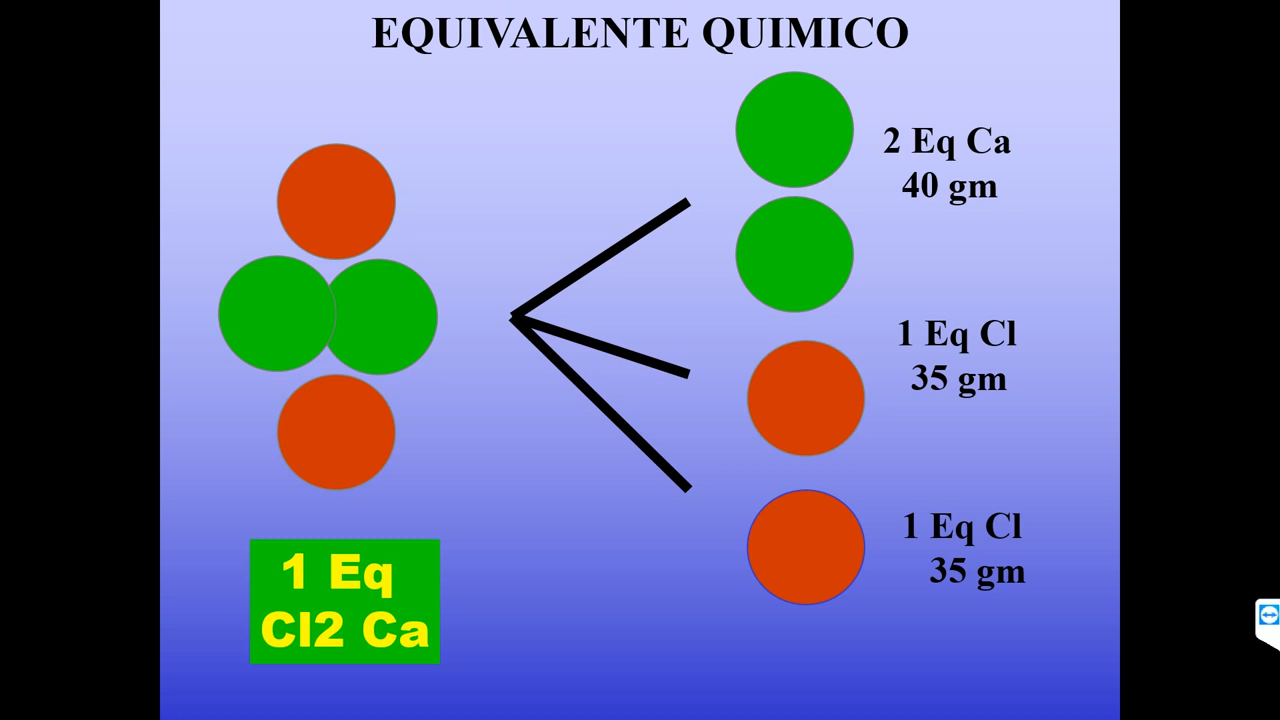 EQUIVALENTE QUIMICO
2 Eq Ca
40 gm
1 Eq Cl
35 gm
1 Eq Cl
35 gm
1 Eq
Cl2 Ca